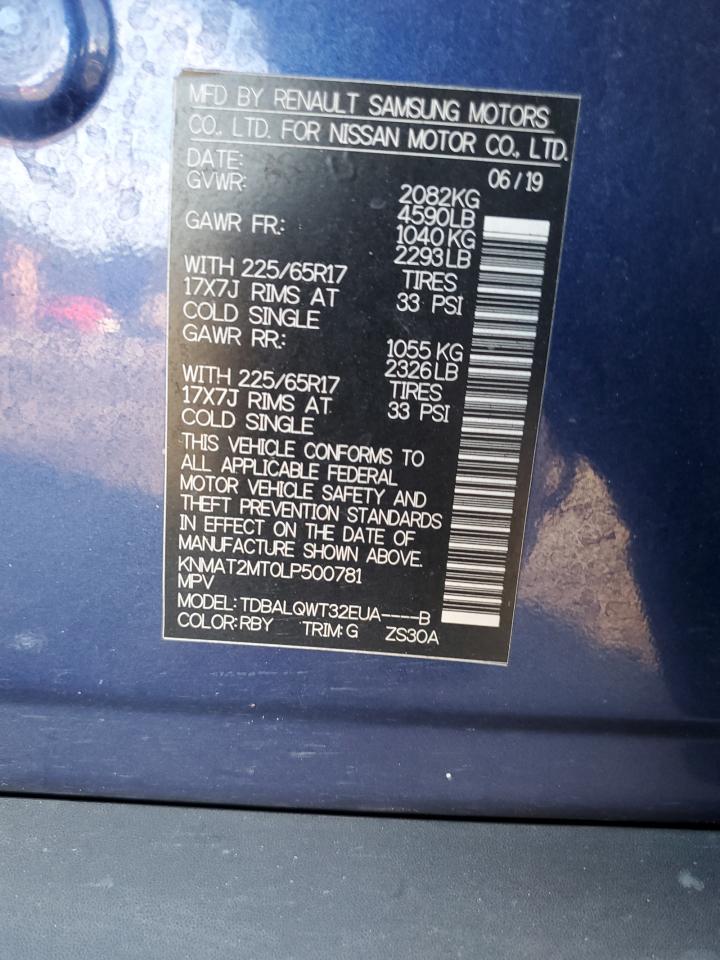 MFD BY RENAULT SAMSUNG MOTORS
CO., LTD. FOR NISSAN MOTOR CO., LTD.
DATE: 06/19
GVWR: 2082KG
4590LB
GAWR FR: 1040KG
2293LB
WITH 225/65R17 TIRES
17X7J RIMS AT 33 PSI
COLD SINGLE
GAWR RR: 1055 KG
2326LB
WITH 225/65R17 TIRES
17X7J RIMS AT 33 PSI
COLD SINGLE
THIS VEHICLE CONFORMS TO
ALL APPLICABLE FEDERAL
MOTOR VEHICLE SAFETY AND
THEFT PREVENTION STANDARDS
IN EFFECT ON THE DATE OF
MANUFACTURE SHOWN ABOVE.
KNMAT2MT0LP500781
MPV
MODEL: TDBALQWT32EUA----B
COLOR: RBY TRIM: G ZS30A